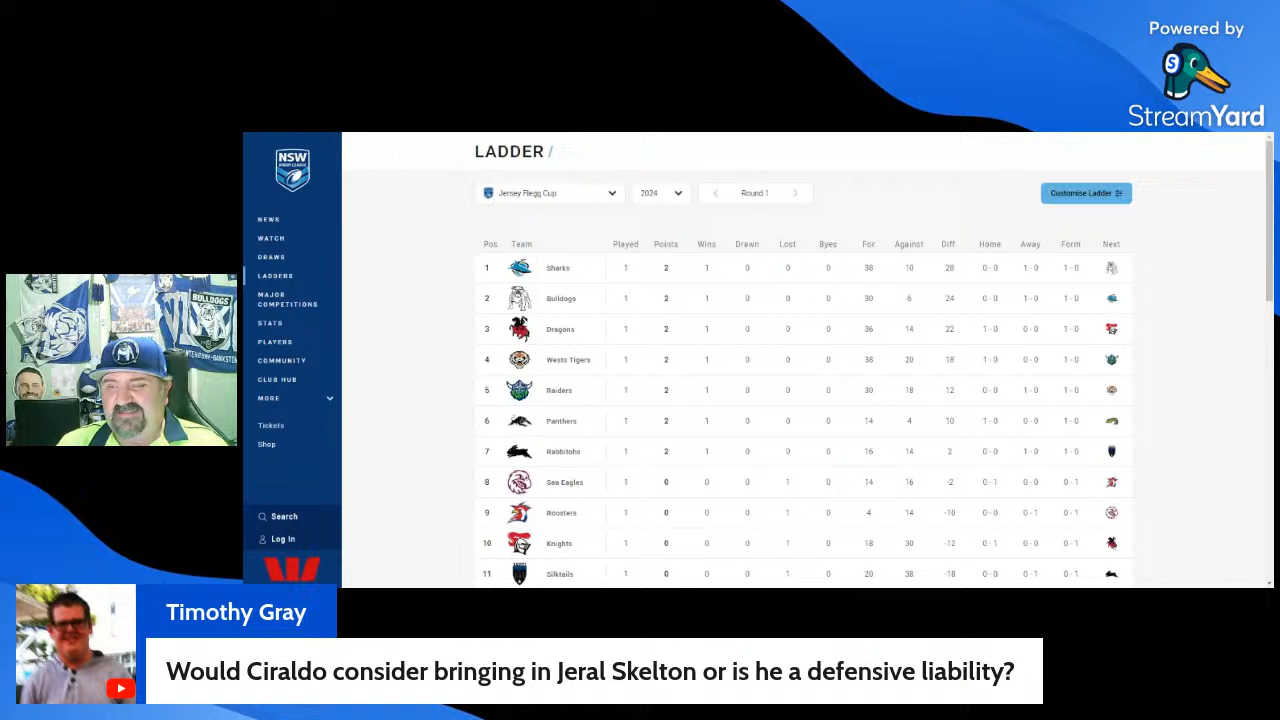 Powered by
StreamYard
NSW
RUGBY LEAGUE
LADDER /
Jersey Flegg Cup
2024
Round 1
Customise Ladder
NEWS
WATCH
DRAWS
LADDERS
MAJOR
COMPETITIONS
STATS
PLAYERS
COMMUNITY
CLUB HUB
MORE
Tickets
Shop
Search
Log in
Pos Team Played Points Wins Drawn Lost Byes For Against Diff Home Away Form Next
1 Sharks 1 2 1 0 0 0 38 10 28 0 - 0 1 - 0 1 - 0
2 Bulldogs 1 2 1 0 0 0 30 6 24 0 - 0 1 - 0 1 - 0
3 Dragons 1 2 1 0 0 0 36 14 22 1 - 0 0 - 0 1 - 0
4 Wests Tigers 1 2 1 0 0 0 38 20 18 1 - 0 0 - 0 1 - 0
5 Raiders 1 2 1 0 0 0 30 18 12 0 - 0 1 - 0 1 - 0
6 Panthers 1 2 1 0 0 0 14 4 10 1 - 0 0 - 0 1 - 0
7 Rabbitohs 1 2 1 0 0 0 16 14 2 0 - 0 1 - 0 1 - 0
8 Sea Eagles 1 0 0 0 1 0 14 16 -2 0 - 1 0 - 0 0 - 1
9 Roosters 1 0 0 0 1 0 4 14 -10 0 - 0 0 - 1 0 - 1
10 Knights 1 0 0 0 1 0 18 30 -12 0 - 1 0 - 0 0 - 1
11 Silktails 1 0 0 0 1 0 20 38 -18 0 - 0 0 - 1 0 - 1
BULLDOGS
Timothy Gray
Would Ciraldo consider bringing in Jeral Skelton or is he a defensive liability?